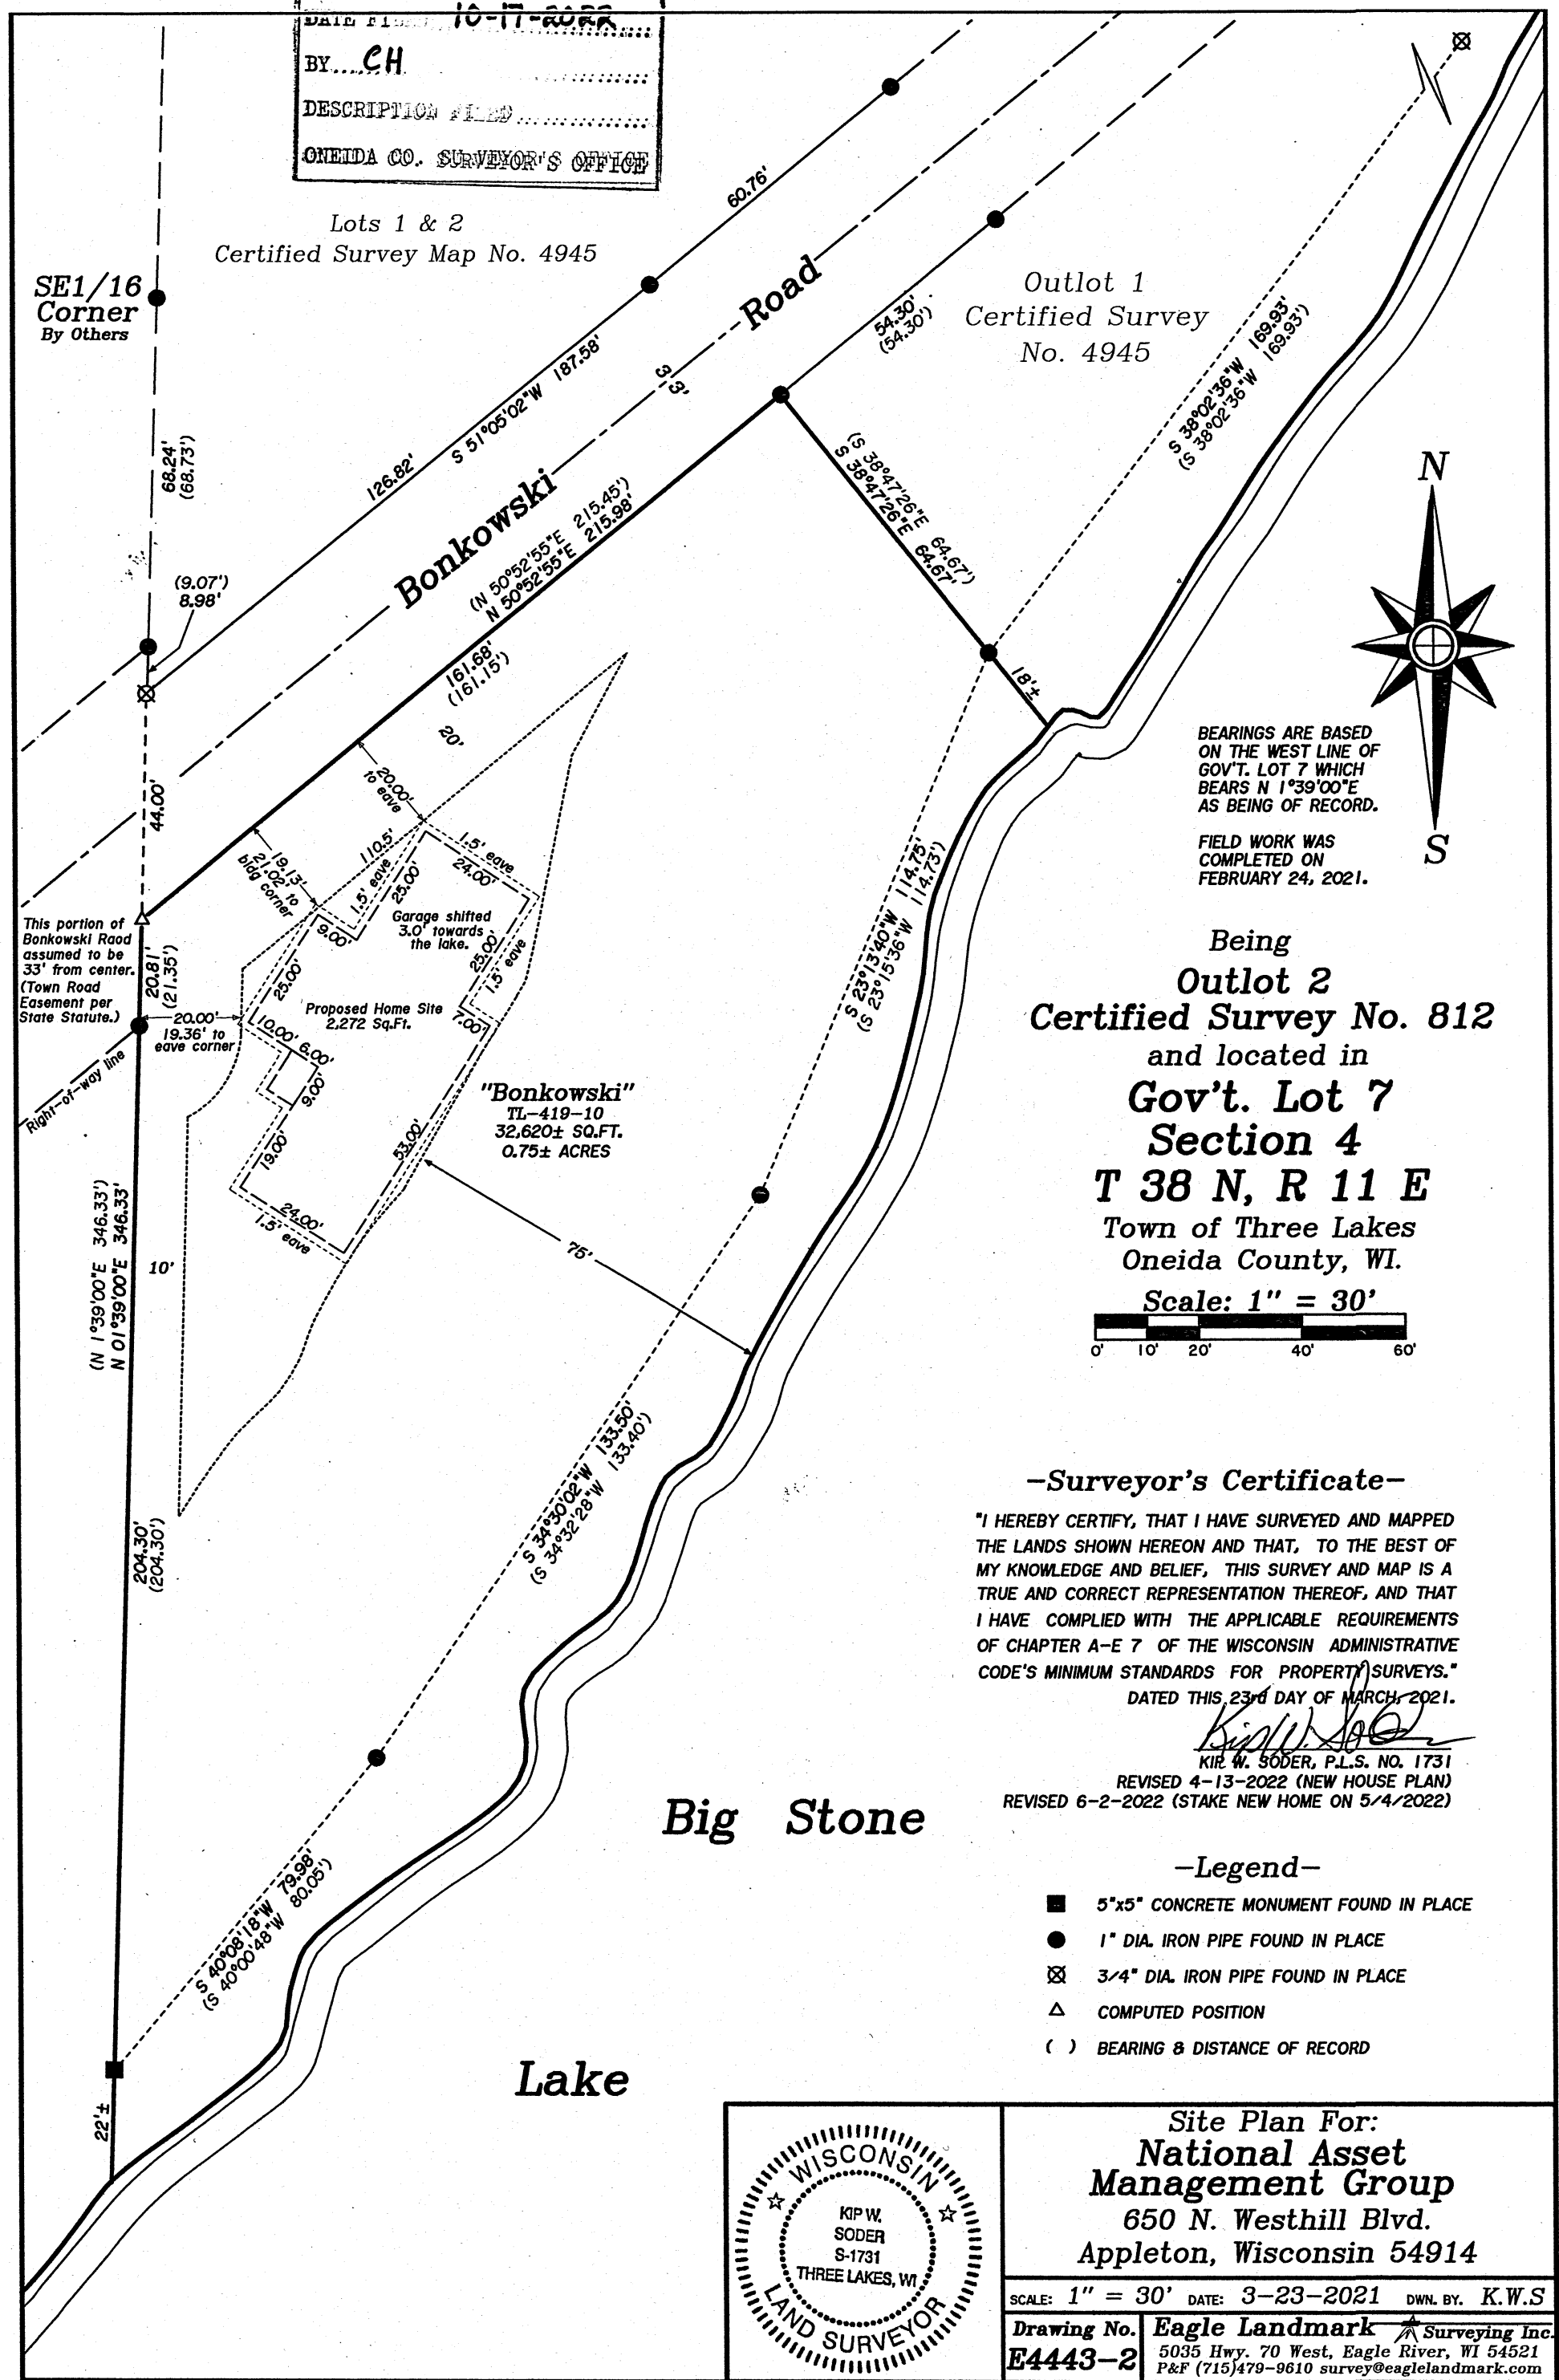 DATE FILED 10-17-2022
BY CH
DESCRIPTION FILED
ONEIDA CO. SURVEYOR'S OFFICE
Lots 1 & 2
Certified Survey Map No. 4945
SE1/16
Corner
By Others
68.24'
(68.73')
(9.07')
8.98'
44.00'
60.76'
126.82'
S 51°05'02"W 187.58'
Bonkowski Road
33'
54.30'
(54.30')
Outlot 1
Certified Survey
No. 4945
S 38°02'36"W 169.93'
(S 38°02'36"W 169.93')
(S 38°47'26"E 64.67')
S 38°47'26"E 64.67'
18'±
(N 50°52'55"E 215.45')
N 50°52'55"E 215.98'
161.68'
(161.15')
20'
20.00'
to eave
110.5'
19.13'
21.02' to
bldg corner
1.5' eave
25.00'
9.00'
1.5' eave
24.00'
Garage shifted
3.0' towards
the lake.
25.00'
1.5' eave
7.00'
25.00'
Proposed Home Site
2,272 Sq.Ft.
10.00'
6.00'
9.00'
19.00'
24.00'
1.5' eave
53.00'
This portion of
Bonkowski Raod
assumed to be
33' from center.
(Town Road
Easement per
State Statute.)
20.81'
(21.35')
20.00'
19.36' to
eave corner
Right-of-way line
"Bonkowski"
TL-419-10
32,620± SQ.FT.
0.75± ACRES
75'
10'
(N 1°39'00"E 346.33')
N 01°39'00"E 346.33'
204.30'
(204.30')
22'±
S 23°13'40"W 114.75'
(S 23°15'36"W 114.73')
S 34°30'02"W 133.50'
(S 34°32'28"W 133.40')
S 40°08'18"W 79.98'
(S 40°00'48"W 80.05')
Big Stone
Lake
N
S
BEARINGS ARE BASED
ON THE WEST LINE OF
GOV'T. LOT 7 WHICH
BEARS N 1°39'00"E
AS BEING OF RECORD.
FIELD WORK WAS
COMPLETED ON
FEBRUARY 24, 2021.
Being
Outlot 2
Certified Survey No. 812
and located in
Gov't. Lot 7
Section 4
T 38 N, R 11 E
Town of Three Lakes
Oneida County, WI.
Scale: 1" = 30'
0' 10' 20' 40' 60'
-Surveyor's Certificate-
"I HEREBY CERTIFY, THAT I HAVE SURVEYED AND MAPPED
THE LANDS SHOWN HEREON AND THAT, TO THE BEST OF
MY KNOWLEDGE AND BELIEF, THIS SURVEY AND MAP IS A
TRUE AND CORRECT REPRESENTATION THEREOF, AND THAT
I HAVE COMPLIED WITH THE APPLICABLE REQUIREMENTS
OF CHAPTER A-E 7 OF THE WISCONSIN ADMINISTRATIVE
CODE'S MINIMUM STANDARDS FOR PROPERTY SURVEYS."
DATED THIS 23rd DAY OF MARCH, 2021.
KIP W. SODER, P.L.S. NO. 1731
REVISED 4-13-2022 (NEW HOUSE PLAN)
REVISED 6-2-2022 (STAKE NEW HOME ON 5/4/2022)
-Legend-
5"x5" CONCRETE MONUMENT FOUND IN PLACE
1" DIA. IRON PIPE FOUND IN PLACE
3/4" DIA. IRON PIPE FOUND IN PLACE
COMPUTED POSITION
( ) BEARING & DISTANCE OF RECORD
WISCONSIN
KIP W.
SODER
S-1731
THREE LAKES, WI
LAND SURVEYOR
Site Plan For:
National Asset
Management Group
650 N. Westhill Blvd.
Appleton, Wisconsin 54914
SCALE: 1" = 30' DATE: 3-23-2021 DWN. BY. K.W.S
Drawing No.
E4443-2
Eagle Landmark Surveying Inc.
5035 Hwy. 70 West, Eagle River, WI 54521
P&F (715)479-9610 survey@eaglelandmark.com